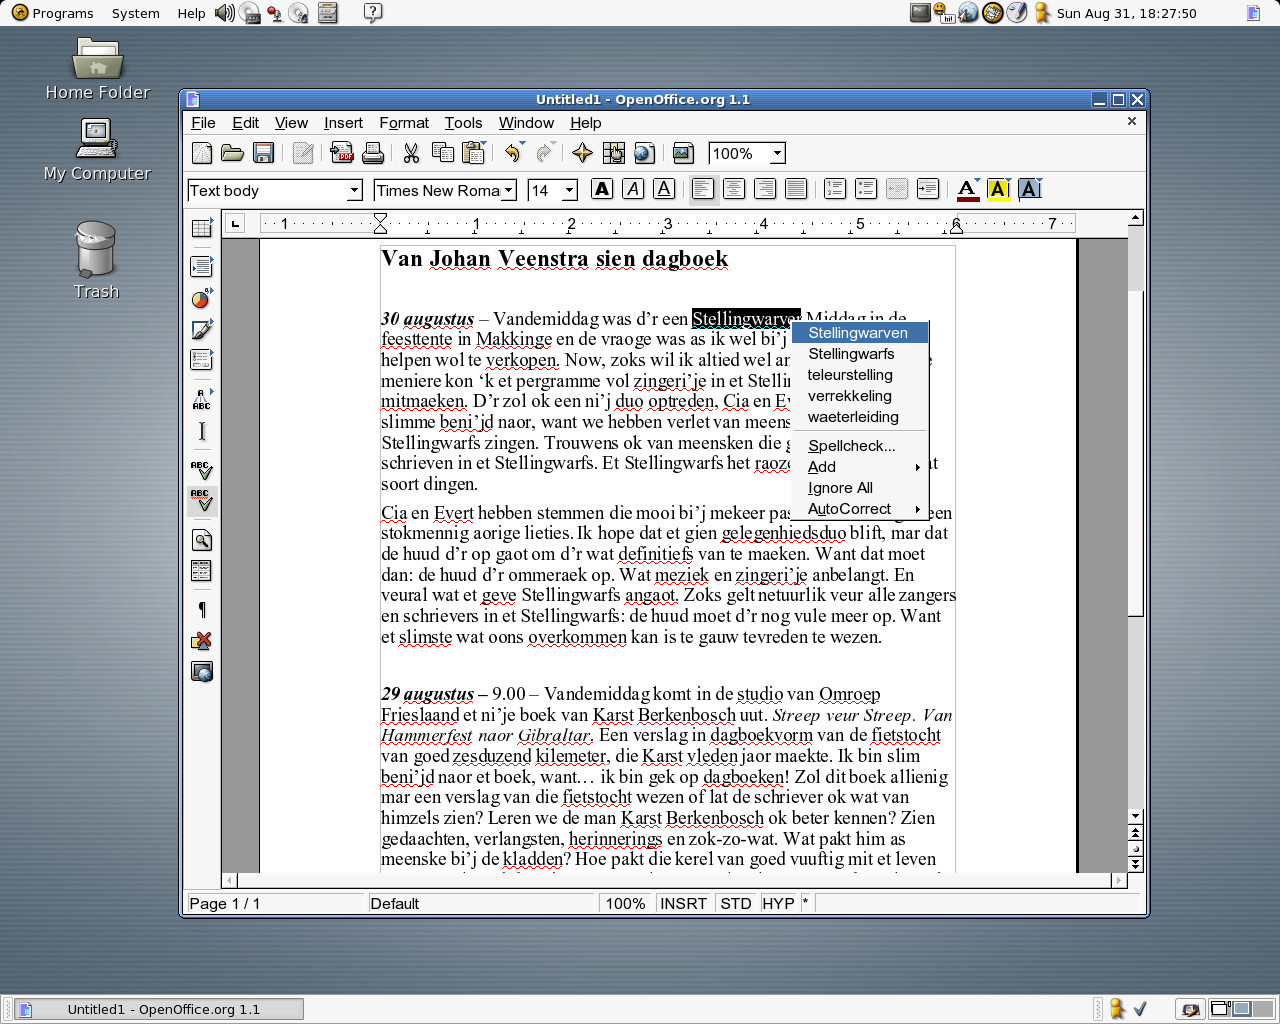 Programs System Help
hi!
Sun Aug 31, 18:27:50
Home Folder
My Computer
Trash
Untitled1 - OpenOffice.org 1.1
File Edit View Insert Format Tools Window Help
100%
Text body Times New Roma 14
1 1 2 3 4 5 6 7
Van Johan Veenstra sien dagboek
30 augustus – Vandemiddag was d’r een Stellingwarver Middag in de
feesttente in Makkinge en de vraoge was as ik wel bi’j
helpen wol te verkopen. Now, zoks wil ik altied wel
meniere kon ‘k et pergramme vol zingeri’je in et
mitmaeken. D’r zol ok een ni’j duo optreden, Cia en
slimme beni’jd naor, want we hebben verlet van
Stellingwarfs zingen. Trouwens ok van meensken die
schrieven in et Stellingwarfs. Et Stellingwarfs het
soort dingen.
Cia en Evert hebben stemmen die mooi bi’j mekeer een
stokmennig aorige lieties. Ik hope dat et gien gelegenhiedsduo blift, mar dat
de huud d’r op gaot om d’r wat definitiefs van te maeken. Want dat moet
dan: de huud d’r ommeraek op. Wat meziek en zingeri’je anbelangt. En
veural wat et geve Stellingwarfs angaot. Zoks gelt netuurlik veur alle zangers
en schrievers in et Stellingwarfs: de huud moet d’r nog vule meer op. Want
et slimste wat oons overkommen kan is te gauw tevreden te wezen.
29 augustus – 9.00 – Vandemiddag komt in de studio van Omroep
Frieslaand et ni’je boek van Karst Berkenbosch uut. Streep veur Streep. Van
Hammerfest naor Gibraltar. Een verslag in dagboekvorm van de fietstocht
van goed zesduzend kilemeter, die Karst vleden jaor maekte. Ik bin slim
beni’jd naor et boek, want… ik bin gek op dagboeken! Zol dit boek allienig
mar een verslag van die fietstocht wezen of lat de schriever ok wat van
himzels zien? Leren we de man Karst Berkenbosch ok beter kennen? Zien
gedaachten, verlangsten, herinnerings en zok-zo-wat. Wat pakt him as
meenske bi’j de kladden? Hoe pakt die kerel van goed vuuftig mit et leven
Stellingwarven
Stellingwarfs
teleurstelling
verrekkeling
waeterleiding
Spellcheck...
Add
Ignore All
AutoCorrect
Page 1 / 1 Default 100% INSRT STD HYP *
Untitled1 - OpenOffice.org 1.1